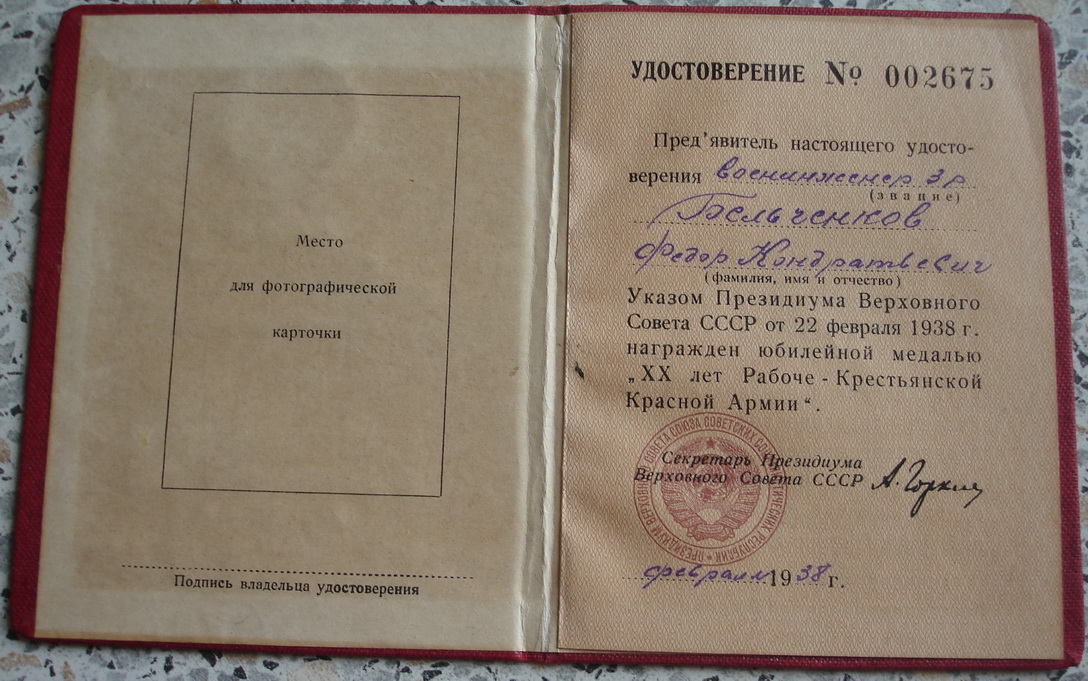 Место
для фотографической
карточки
Подпись владельца удостоверения
УДОСТОВЕРЕНИЕ № 002675
Пред'явитель настоящего удосто-
верения военинженер 3 р
(звание)
Бельченков
Федор Кондратьевич
(фамилия, имя и отчество)
Указом Президиума Верховного
Совета СССР от 22 февраля 1938 г.
награжден юбилейной медалью
„XX лет Рабоче-Крестьянской
Красной Армии“.
Секретарь Президиума
Верховного Совета СССР А. Горкин
февраля 1938 г.